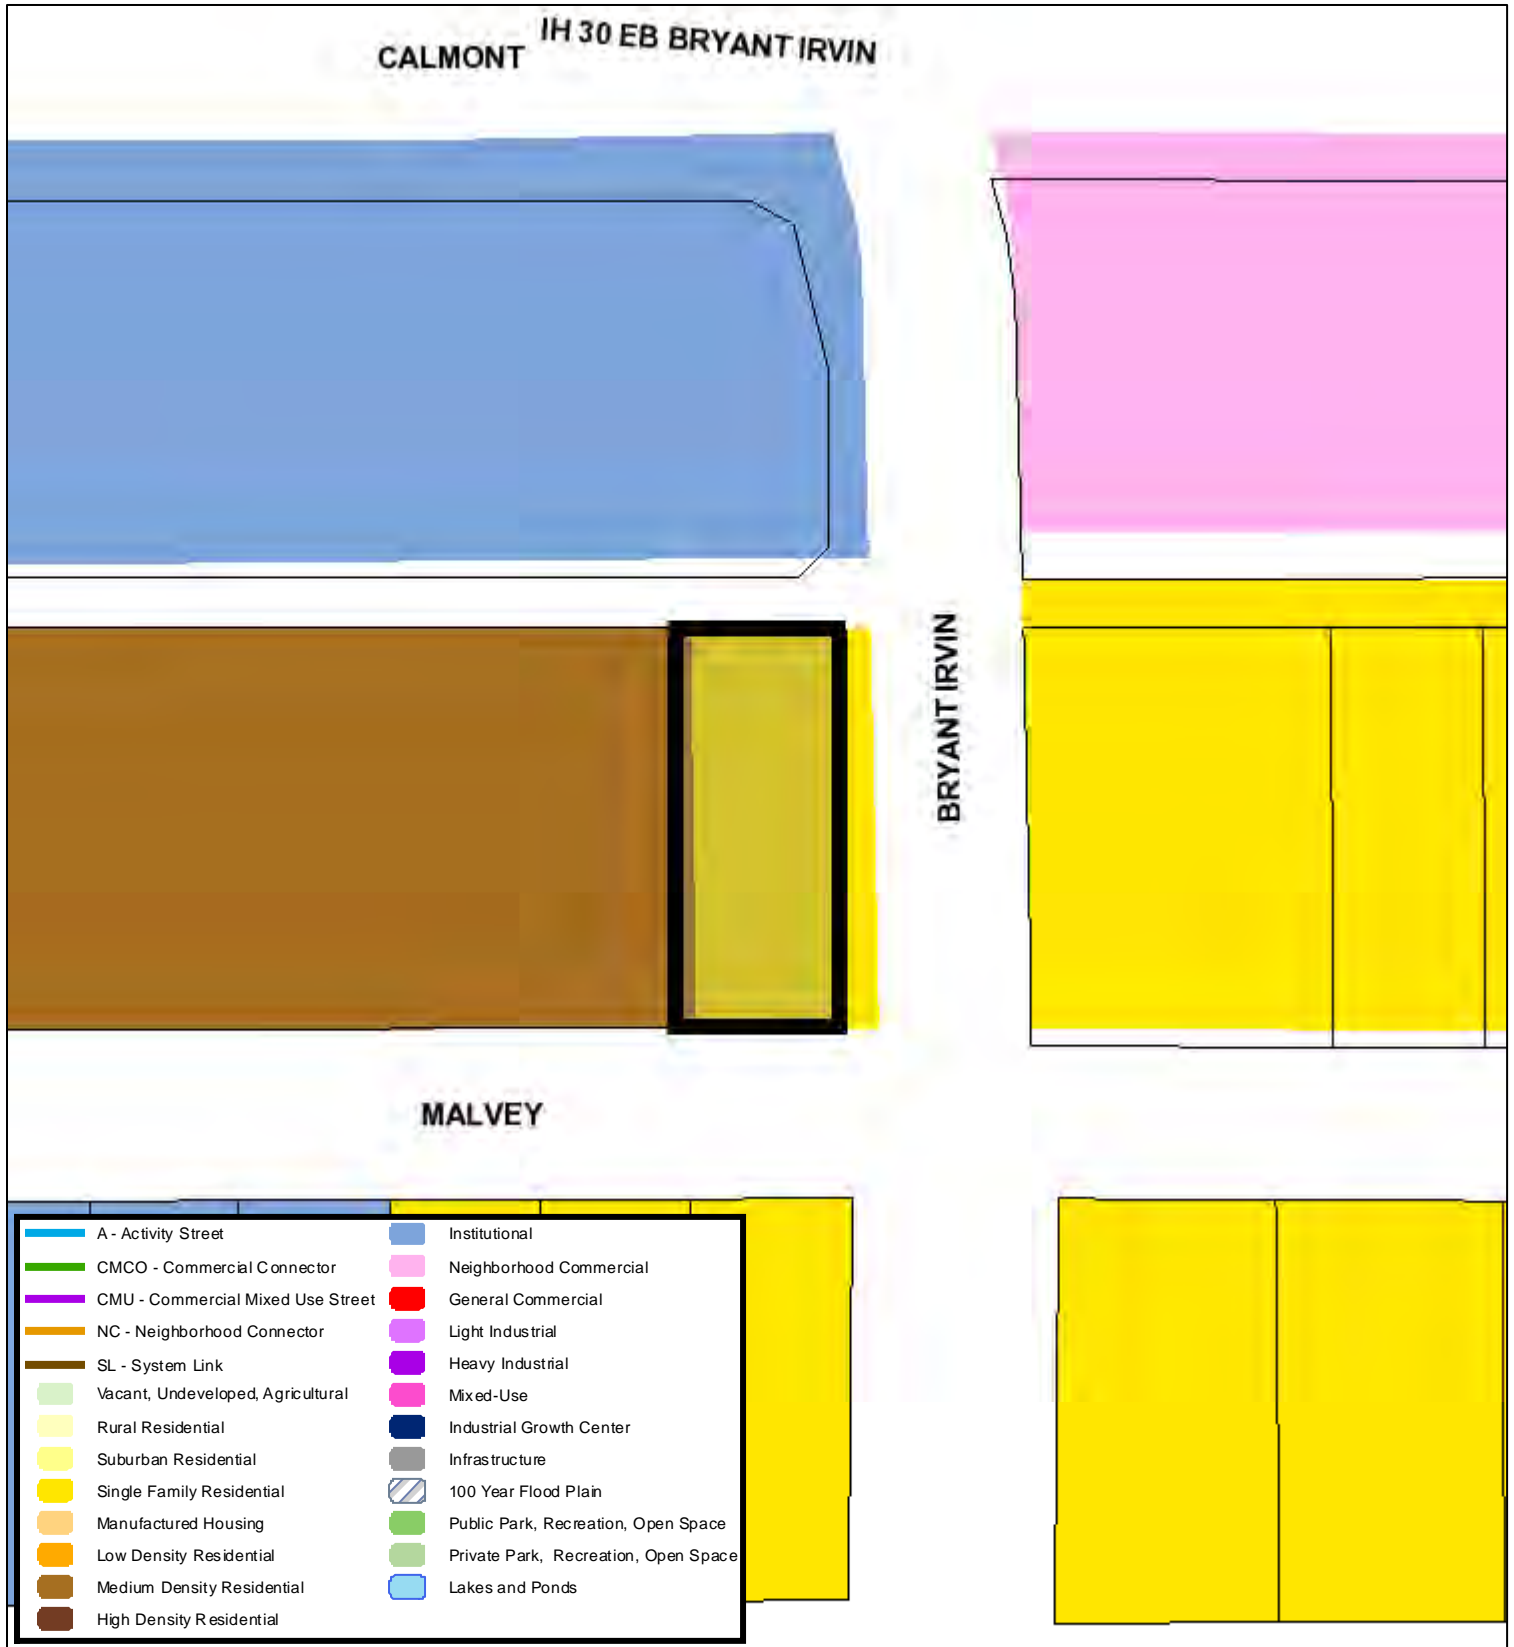 CALMONT
IH 30 EB BRYANT IRVIN
BRYANT IRVIN
MALVEY
A - Activity Street
CMCO - Commercial Connector
CMU - Commercial Mixed Use Street
NC - Neighborhood Connector
SL - System Link
Vacant, Undeveloped, Agricultural
Rural Residential
Suburban Residential
Single Family Residential
Manufactured Housing
Low Density Residential
Medium Density Residential
High Density Residential
Institutional
Neighborhood Commercial
General Commercial
Light Industrial
Heavy Industrial
Mixed-Use
Industrial Growth Center
Infrastructure
100 Year Flood Plain
Public Park, Recreation, Open Space
Private Park, Recreation, Open Space
Lakes and Ponds